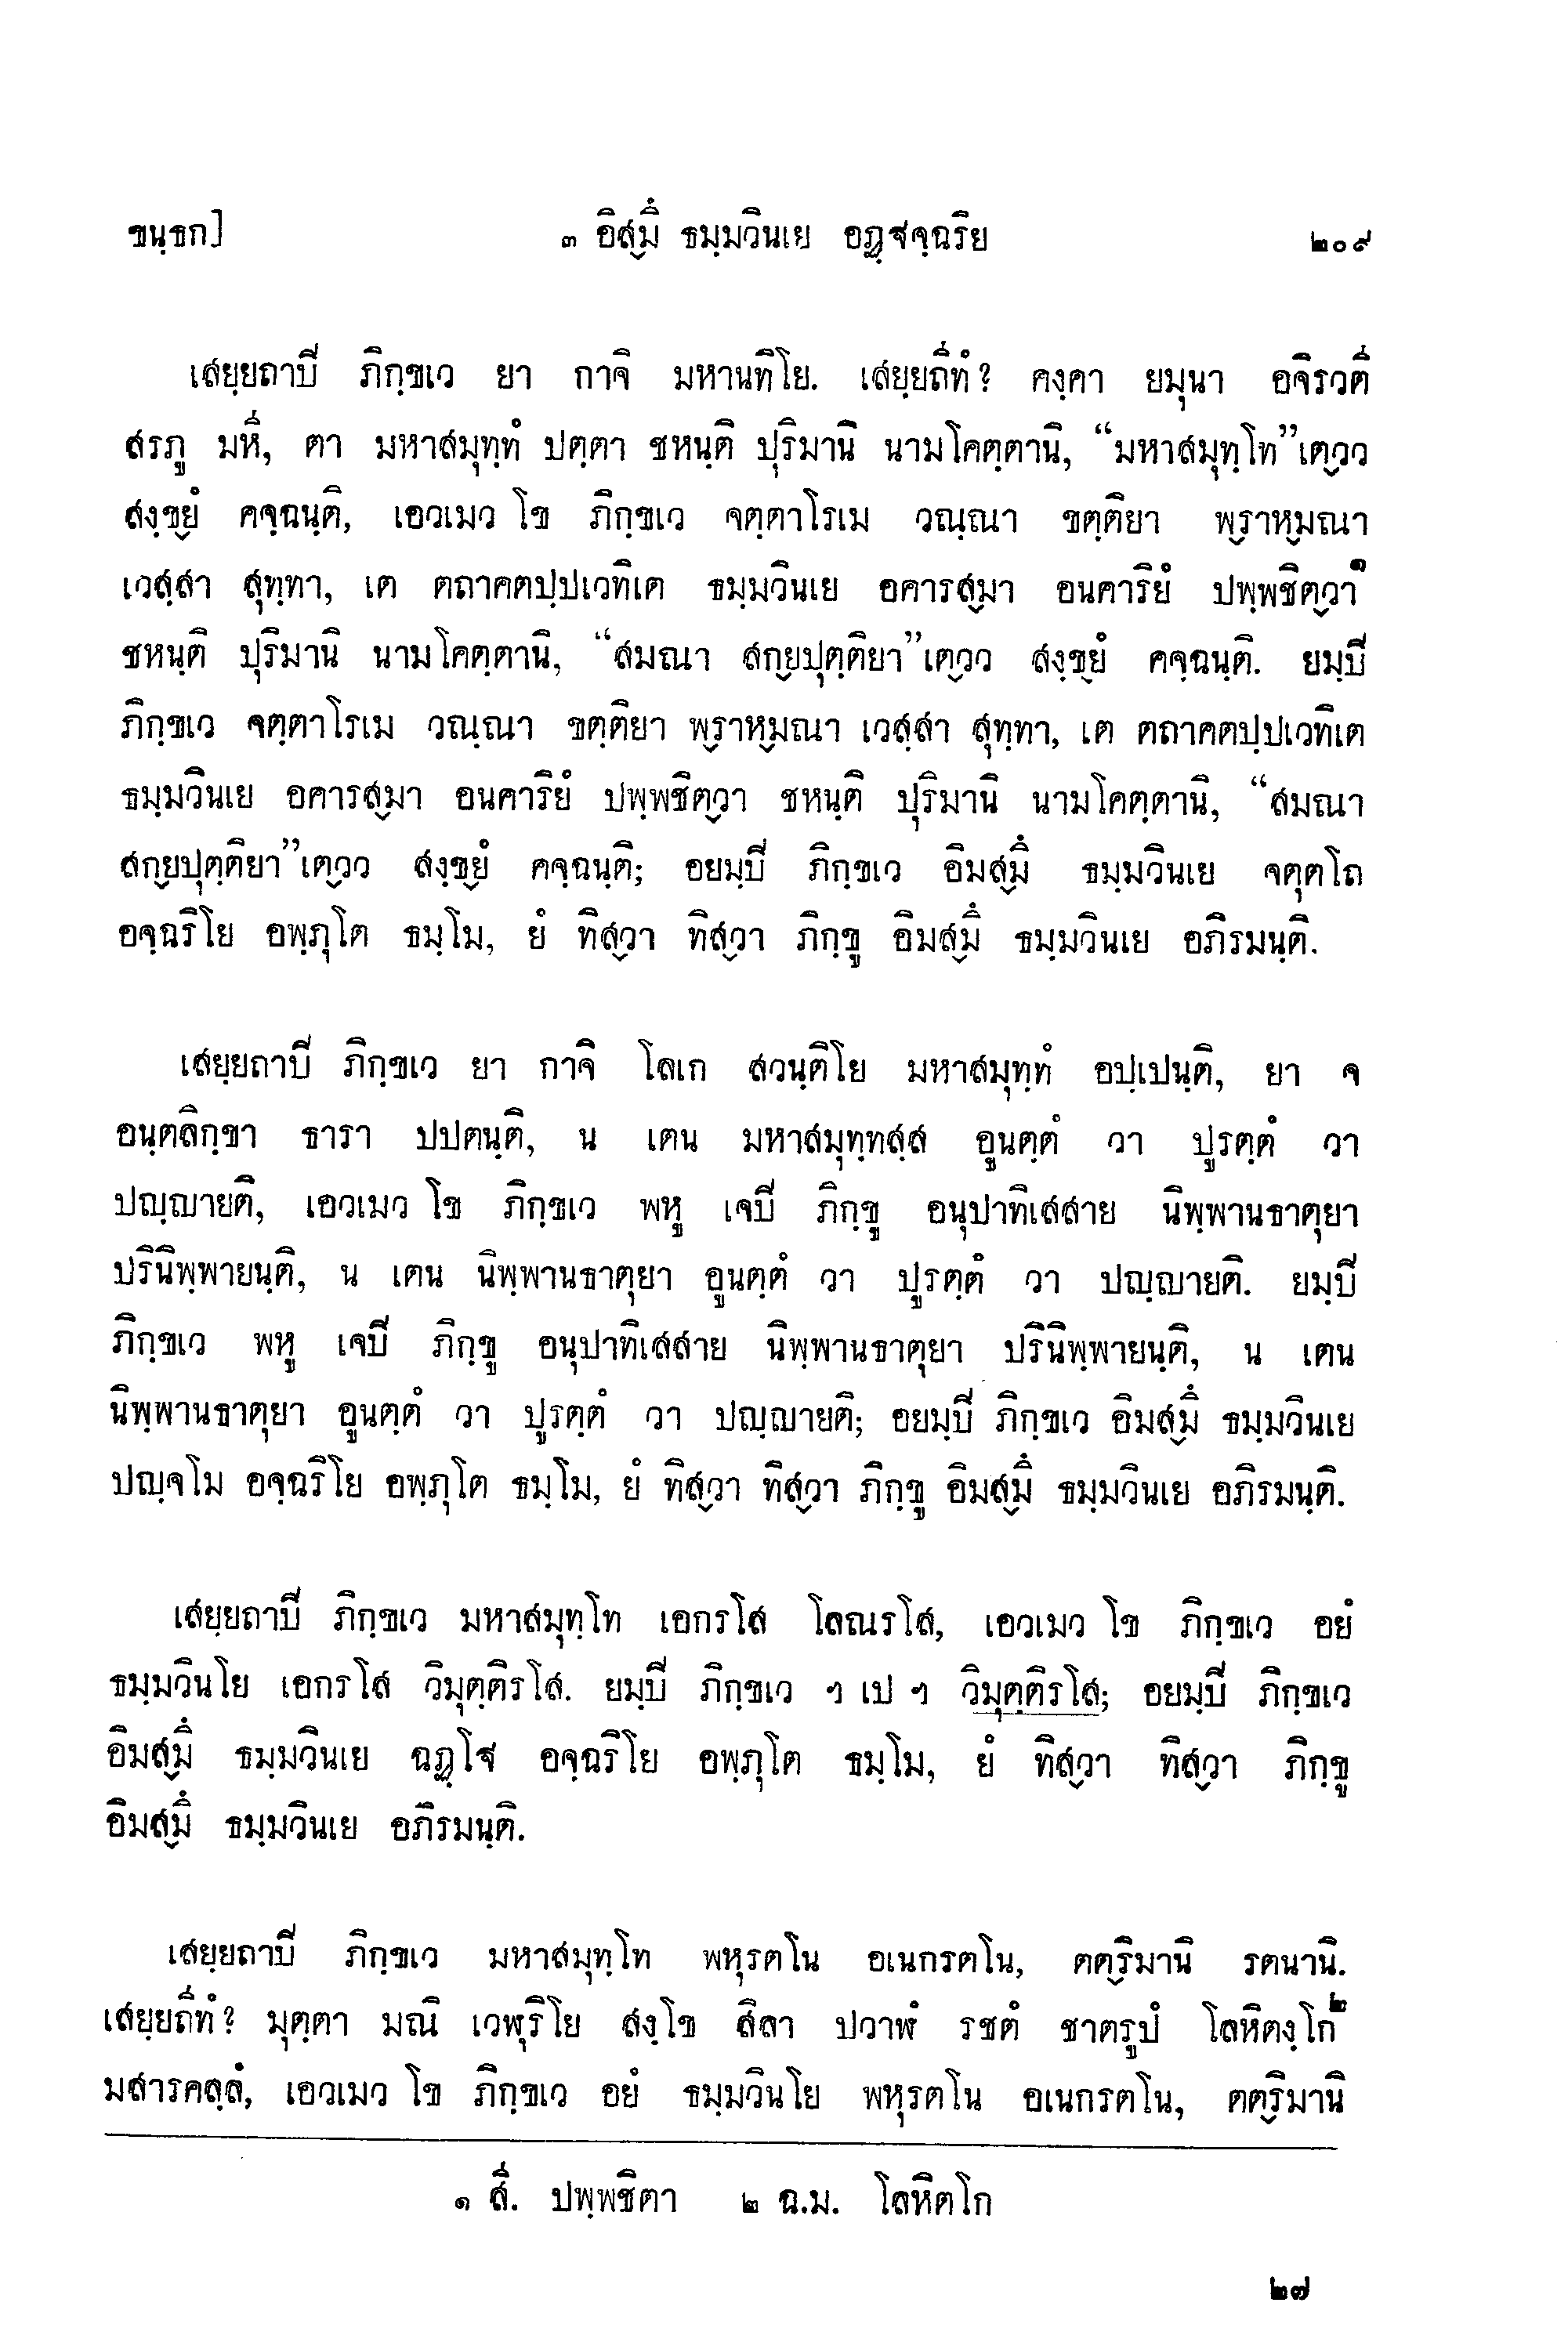 ขนฺธก] ๓ อิส๎มึ ธมฺมวินเย อฏฺฐจฺฉริย ๒๐๙
เสยฺยถาปิ ภิกฺขเว ยา กาจิ มหานทิโย. เสยฺยถีทํ? คงฺคา ยมุนา อจิรวตี
สรภู มหี, ตา มหาสมุทฺทํ ปตฺตา ชหนฺติ ปุริมานิ นามโคตฺตานิ, “มหาสมุทฺโท”เต๎วว
สงฺข๎ยํ คจฺฉนฺติ, เอวเมว โข ภิกฺขเว จตฺตาโรเม วณฺณา ขตฺติยา พ๎ราห๎มณา
เวสฺสา สุทฺทา, เต ตถาคตปฺปเวทิเต ธมฺมวินเย อคารส๎มา อนคาริยํ ปพฺพชิต๎วา๑
ชหนฺติ ปุริมานิ นามโคตฺตานิ, “สมณา สก๎ยปุตฺติยา”เต๎วว สงฺข๎ยํ คจฺฉนฺติ. ยมฺปิ
ภิกฺขเว จตฺตาโรเม วณฺณา ขตฺติยา พ๎ราห๎มณา เวสฺสา สุทฺทา, เต ตถาคตปฺปเวทิเต
ธมฺมวินเย อคารส๎มา อนคาริยํ ปพฺพชิต๎วา ชหนฺติ ปุริมานิ นามโคตฺตานิ, “สมณา
สก๎ยปุตฺติยา”เต๎วว สงฺข๎ยํ คจฺฉนฺติ; อยมฺปิ ภิกฺขเว อิมส๎มึ ธมฺมวินเย จตุตโถ
อจฺฉริโย อพฺภุโต ธมฺโม, ยํ ทิส๎วา ทิส๎วา ภิกฺขู อิมส๎มึ ธมฺมวินเย อภิรมนฺติ.
เสยฺยถาปิ ภิกฺขเว ยา กาจิ โลเก สวนฺติโย มหาสมุทฺทํ อปฺเปนฺติ, ยา จ
อนฺตลิกฺขา ธารา ปปตนฺติ, น เตน มหาสมุทฺทสฺส อูนตฺตํ วา ปูรตฺตํ วา
ปญฺญายติ, เอวเมว โข ภิกฺขเว พหู เจปิ ภิกฺขู อนุปาทิเสสาย นิพฺพานธาตุยา
ปรินิพฺพายนฺติ, น เตน นิพฺพานธาตุยา อูนตฺตํ วา ปูรตฺตํ วา ปญฺญายติ. ยมฺปิ
ภิกฺขเว พหู เจปิ ภิกฺขู อนุปาทิเสสาย นิพฺพานธาตุยา ปรินิพฺพายนฺติ, น เตน
นิพฺพานธาตุยา อูนตฺตํ วา ปูรตฺตํ วา ปญฺญายติ; อยมฺปิ ภิกฺขเว อิมส๎มึ ธมฺมวินเย
ปญฺจโม อจฺฉริโย อพฺภุโต ธมฺโม, ยํ ทิส๎วา ทิส๎วา ภิกฺขู อิมส๎มึ ธมฺมวินเย อภิรมนฺติ.
เสยฺยถาปิ ภิกฺขเว มหาสมุทฺโท เอกรโส โลณรโส, เอวเมว โข ภิกฺขเว อยํ
ธมฺมวินโย เอกรโส วิมุตฺติรโส. ยมฺปิ ภิกฺขเว ฯ เป ฯ วิมุตฺติรโส; อยมฺปิ ภิกฺขเว
อิมส๎มึ ธมฺมวินเย ฉฏฺโฐ อจฺฉริโย อพฺภุโต ธมฺโม, ยํ ทิส๎วา ทิส๎วา ภิกฺขู
อิมส๎มึ ธมฺมวินเย อภิรมนฺติ.
เสยฺยถาปิ ภิกฺขเว มหาสมุทฺโท พหุรตโน อเนกรตโน, ตต๎ริมานิ รตนานิ.
เสยฺยถีทํ? มุตฺตา มณิ เวฬุริโย สงฺโข สิลา ปวาฬํ รชตํ ชาตรูปํ โลหิตงฺโก๒
มสารคลฺลํ, เอวเมว โข ภิกฺขเว อยํ ธมฺมวินโย พหุรตโน อเนกรตโน, ตต๎ริมานิ
๑ สี. ปพฺพชิตา ๒ ฉ.ม. โลหิตโก
๒๗